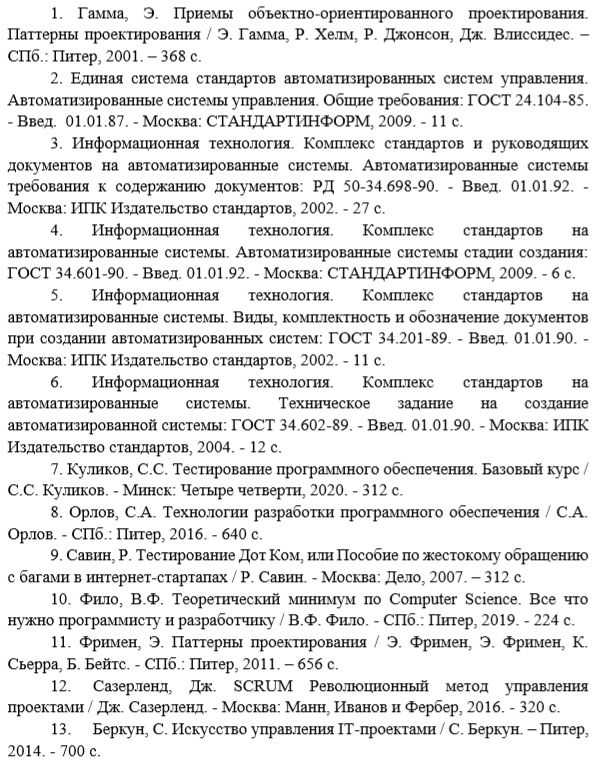 1. Гамма, Э. Приемы объектно-ориентированного проектирования.
Паттерны проектирования / Э. Гамма, Р. Хелм, Р. Джонсон, Дж. Влиссидес. –
СПб.: Питер, 2001. – 368 с.
2. Единая система стандартов автоматизированных систем управления.
Автоматизированные системы управления. Общие требования: ГОСТ 24.104-85.
- Введ. 01.01.87. - Москва: СТАНДАРТИНФОРМ, 2009. - 11 с.
3. Информационная технология. Комплекс стандартов и руководящих
документов на автоматизированные системы. Автоматизированные системы
требования к содержанию документов: РД 50-34.698-90. - Введ. 01.01.92. -
Москва: ИПК Издательство стандартов, 2002. - 27 с.
4. Информационная технология. Комплекс стандартов на
автоматизированные системы. Автоматизированные системы стадии создания:
ГОСТ 34.601-90. - Введ. 01.01.92. - Москва: СТАНДАРТИНФОРМ, 2009. - 6 с.
5. Информационная технология. Комплекс стандартов на
автоматизированные системы. Виды, комплектность и обозначение документов
при создании автоматизированных систем: ГОСТ 34.201-89. - Введ. 01.01.90. -
Москва: ИПК Издательство стандартов, 2002. - 11 с.
6. Информационная технология. Комплекс стандартов на
автоматизированные системы. Техническое задание на создание
автоматизированной системы: ГОСТ 34.602-89. - Введ. 01.01.90. - Москва: ИПК
Издательство стандартов, 2004. - 12 с.
7. Куликов, С.С. Тестирование программного обеспечения. Базовый курс /
С.С. Куликов. - Минск: Четыре четверти, 2020. - 312 с.
8. Орлов, С.А. Технологии разработки программного обеспечения / С.А.
Орлов. - СПб.: Питер, 2016. - 640 с.
9. Савин, Р. Тестирование Дот Ком, или Пособие по жестокому обращению
с багами в интернет-стартапах / Р. Савин. - Москва: Дело, 2007. – 312 с.
10. Фило, В.Ф. Теоретический минимум по Computer Science. Все что
нужно программисту и разработчику / В.Ф. Фило. - СПб.: Питер, 2019. - 224 с.
11. Фримен, Э. Паттерны проектирования / Э. Фримен, Э. Фримен, К.
Сьерра, Б. Бейтс. - СПб.: Питер, 2011. – 656 с.
12. Сазерленд, Дж. SCRUM Революционный метод управления
проектами / Дж. Сазерленд. - Москва: Манн, Иванов и Фербер, 2016. - 320 с.
13. Беркун, С. Искусство управления IT-проектами / С. Беркун. – Питер,
2014. - 700 с.